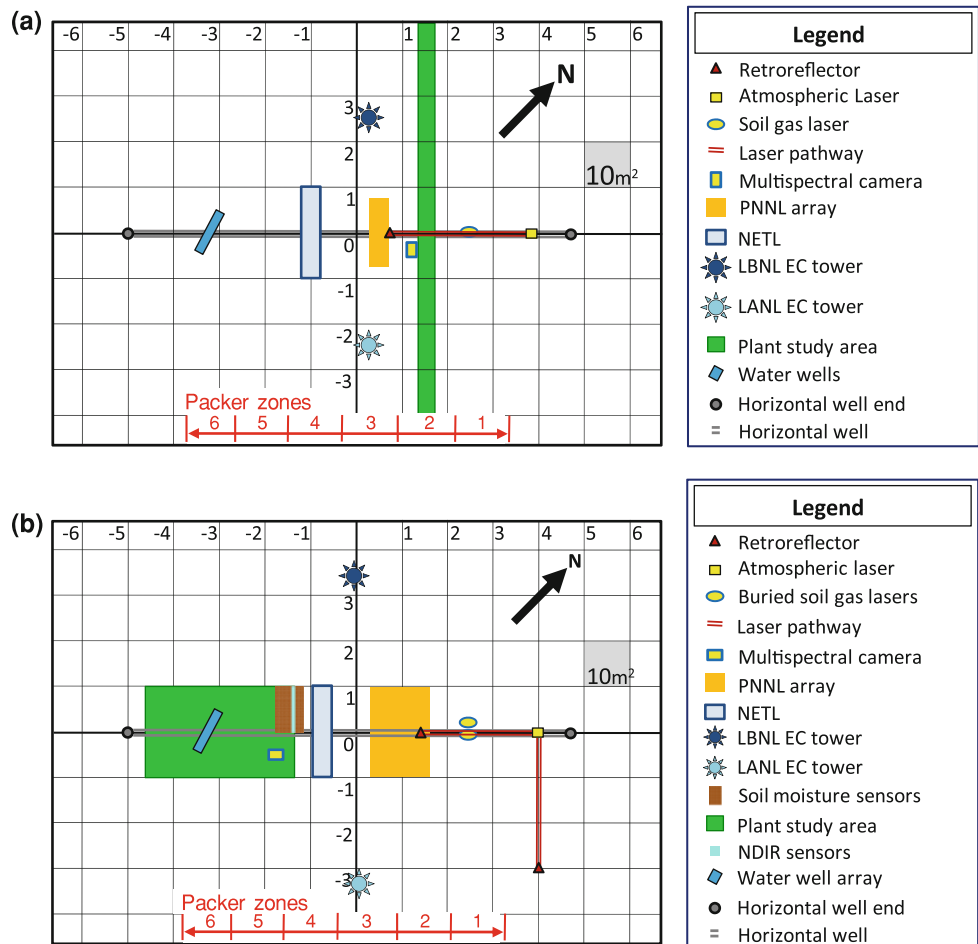 (a)
-6 -5 -4 -3 -2 -1 0 1 2 3 4 5 6
N
3
2
10m²
1
0
-1
-2
-3
Packer zones
6 5 4 3 2 1
Legend
Retroreflector
Atmospheric Laser
Soil gas laser
Laser pathway
Multispectral camera
PNNL array
NETL
LBNL EC tower
LANL EC tower
Plant study area
Water wells
Horizontal well end
Horizontal well
(b)
-6 -5 -4 -3 -2 -1 0 1 2 3 4 5 6
N
3
2
10m²
1
0
-1
-2
-3
Packer zones
6 5 4 3 2 1
Legend
Retroreflector
Atmospheric laser
Buried soil gas lasers
Laser pathway
Multispectral camera
PNNL array
NETL
LBNL EC tower
LANL EC tower
Soil moisture sensors
Plant study area
NDIR sensors
Water well array
Horizontal well end
Horizontal well